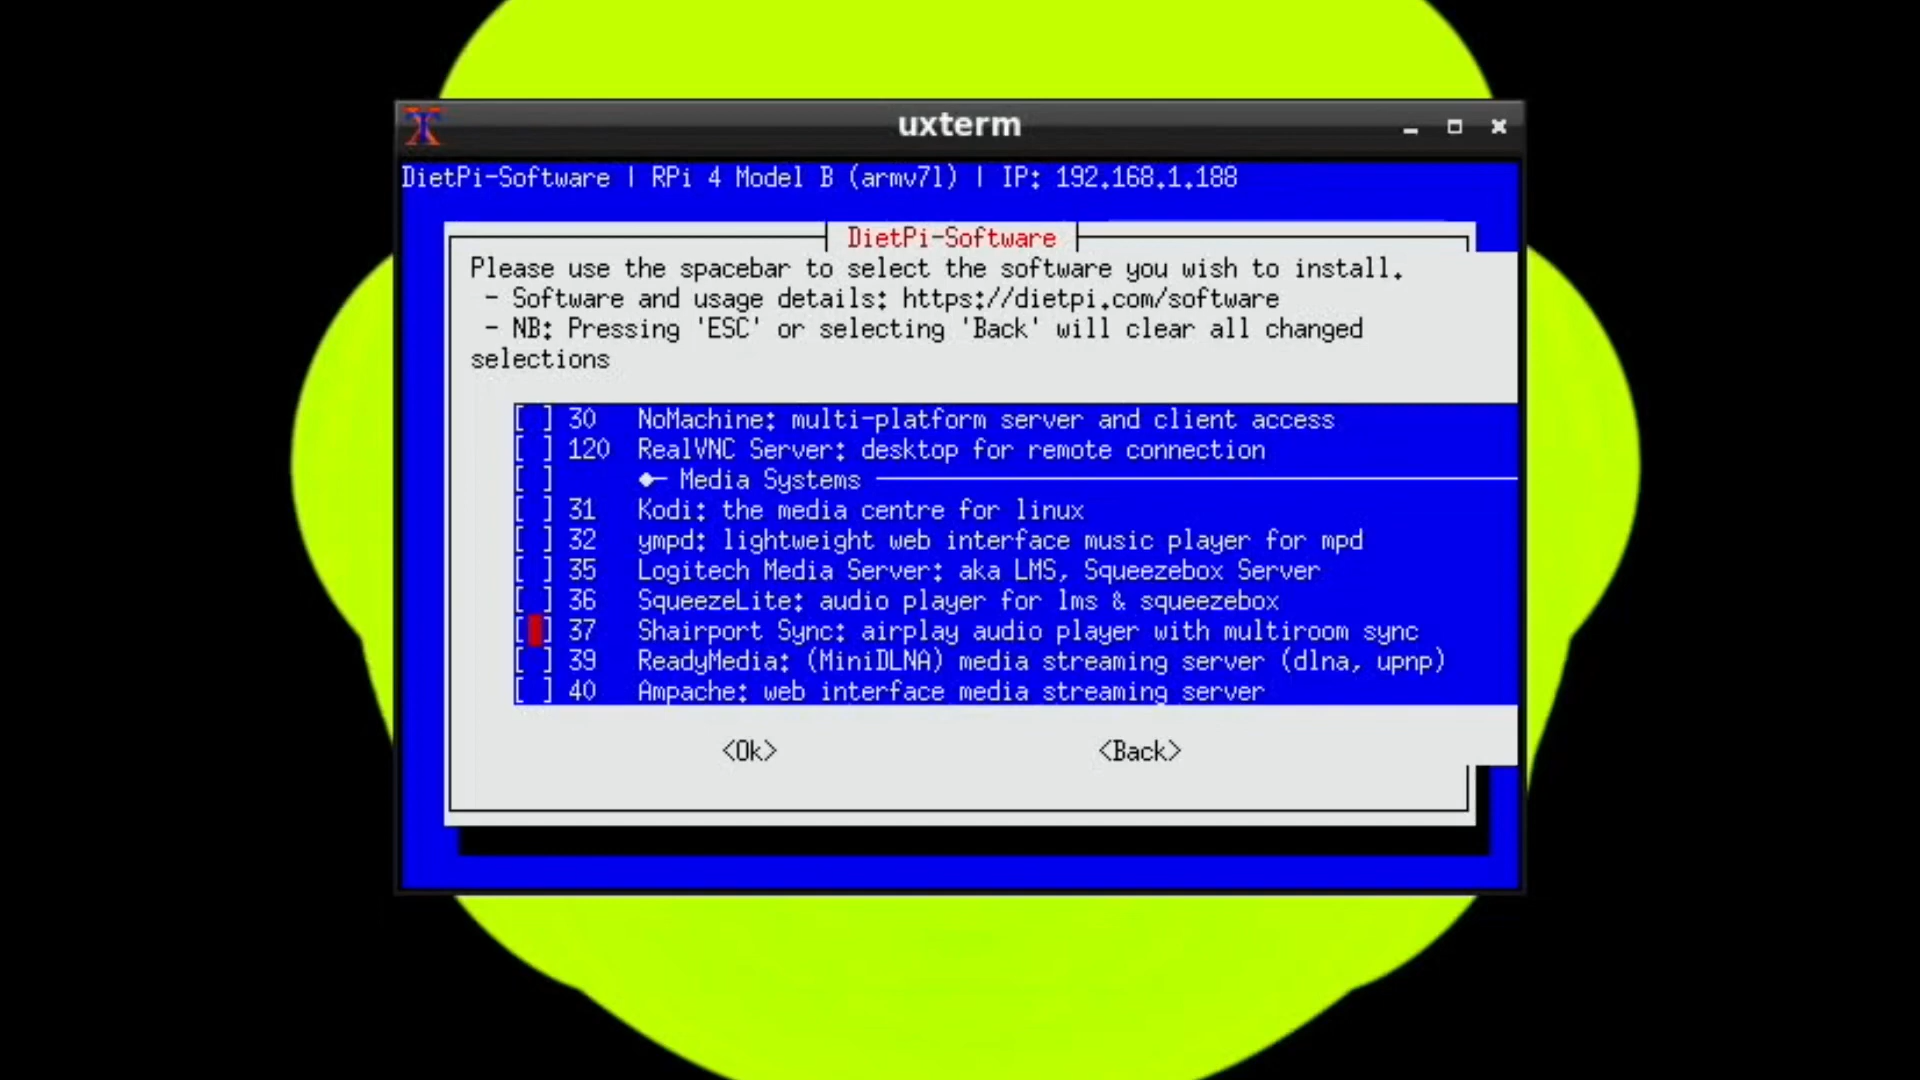 uxterm
DietPi-Software | RPi 4 Model B (armv7l) | IP: 192.168.1.188
DietPi-Software
Please use the spacebar to select the software you wish to install.
- Software and usage details: https://dietpi.com/software
- NB: Pressing 'ESC' or selecting 'Back' will clear all changed
selections
[ ] 30 NoMachine: multi-platform server and client access
[ ] 120 RealVNC Server: desktop for remote connection
[ ] Media Systems
[ ] 31 Kodi: the media centre for linux
[ ] 32 ympd: lightweight web interface music player for mpd
[ ] 35 Logitech Media Server: aka LMS, Squeezebox Server
[ ] 36 SqueezeLite: audio player for lms & squeezebox
[ ] 37 Shairport Sync: airplay audio player with multiroom sync
[ ] 39 ReadyMedia: (MiniDLNA) media streaming server (dlna, upnp)
[ ] 40 Ampache: web interface media streaming server
<Ok> <Back>